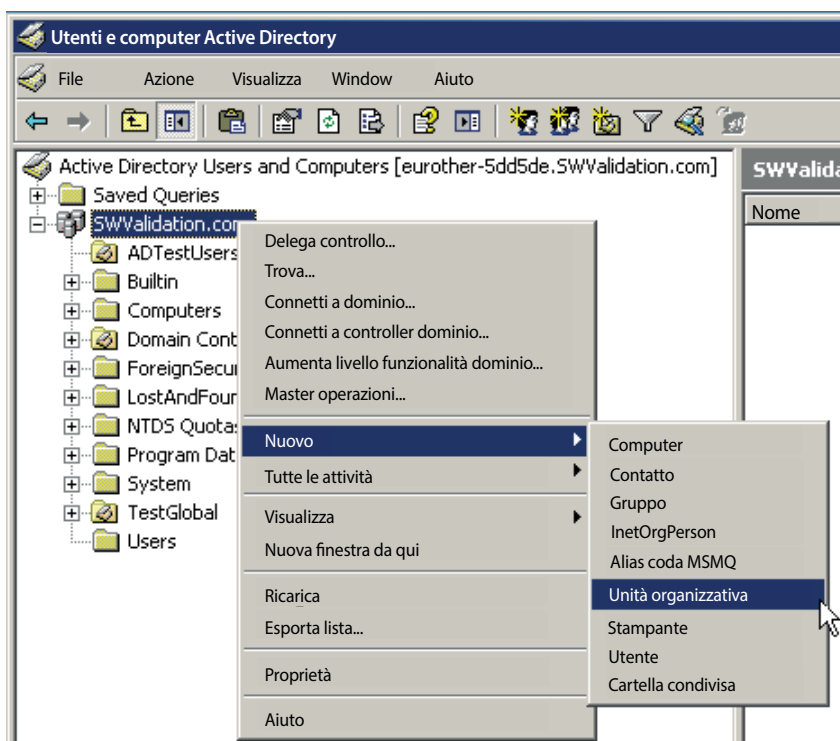 Utenti e computer Active Directory
File Azione Visualizza Window Aiuto
Active Directory Users and Computers [eurother-5dd5de.SWValidation.com]
Saved Queries
SWValidation.com
ADTestUsers
Builtin
Computers
Domain Cont
ForeignSecur
LostAndFour
NTDS Quotas
Program Dat
System
TestGlobal
Users
SWValida
Nome
Delega controllo...
Trova...
Connetti a dominio...
Connetti a controller dominio...
Aumenta livello funzionalità dominio...
Master operazioni...
Nuovo
Tutte le attività
Visualizza
Nuova finestra da qui
Ricarica
Esporta lista...
Proprietà
Aiuto
Computer
Contatto
Gruppo
InetOrgPerson
Alias coda MSMQ
Unità organizzativa
Stampante
Utente
Cartella condivisa